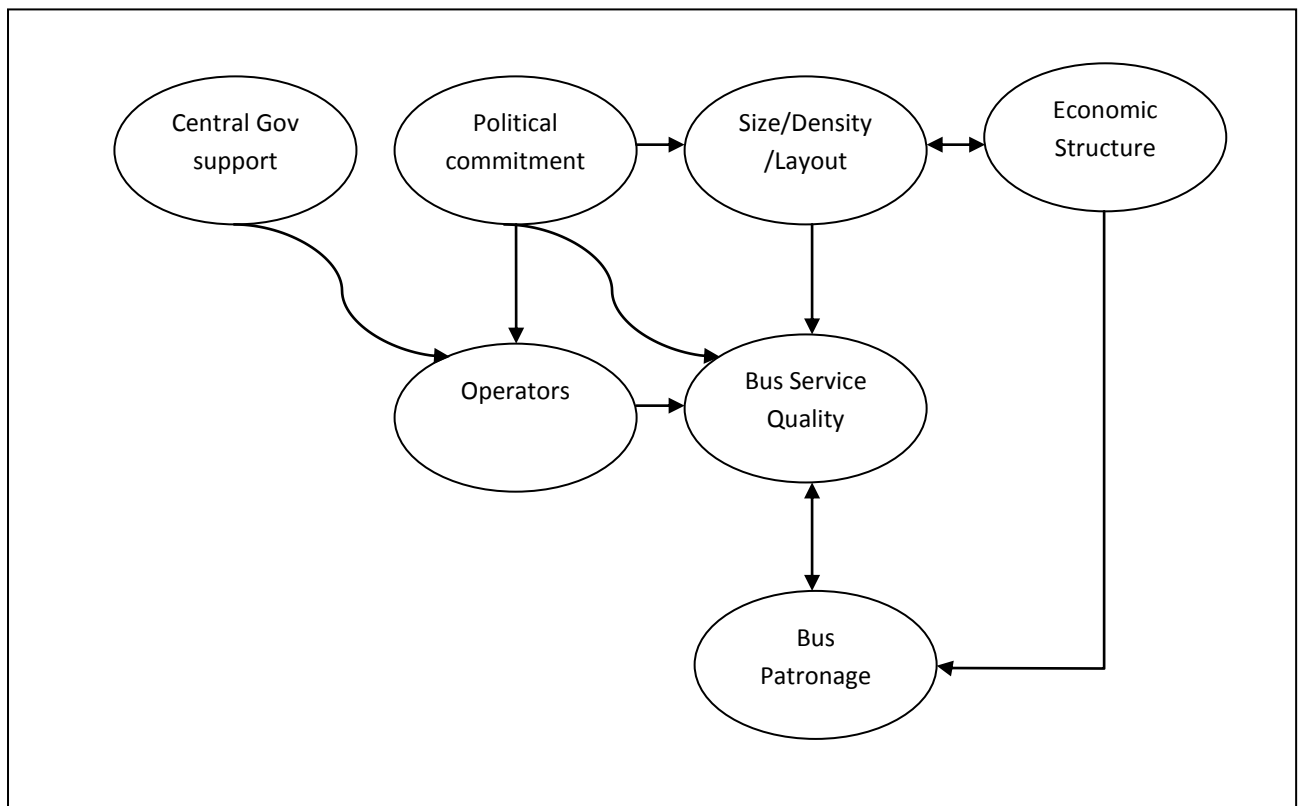 Central Gov
support
Political
commitment
Size/Density
/Layout
Economic
Structure
Operators
Bus Service
Quality
Bus
Patronage